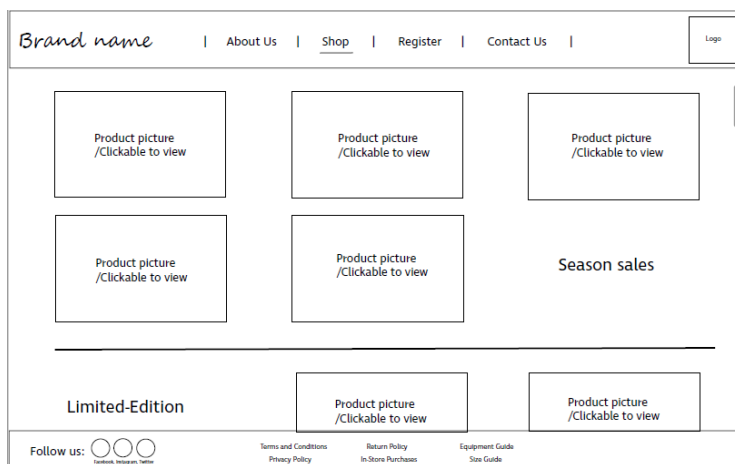 Brand name | About Us | Shop | Register | Contact Us | Logo
Product picture
/Clickable to view
Product picture
/Clickable to view
Product picture
/Clickable to view
Product picture
/Clickable to view
Product picture
/Clickable to view
Season sales
Limited-Edition
Product picture
/Clickable to view
Product picture
/Clickable to view
Follow us:
Facebook, Instagram, Twitter
Terms and Conditions Return Policy Equipment Guide
Privacy Policy In-Store Purchases Size Guide